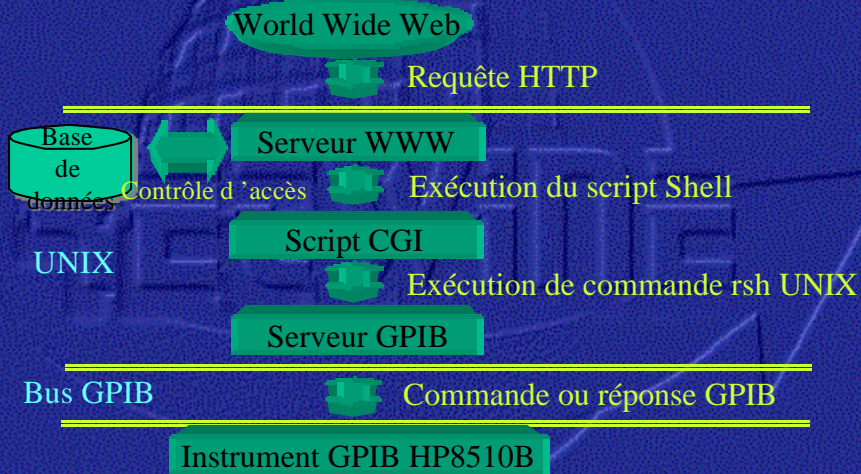 World Wide Web
Requête HTTP
Base
de
données
Serveur WWW
Contrôle d ’accès
Exécution du script Shell
Script CGI
UNIX
Exécution de commande rsh UNIX
Serveur GPIB
Bus GPIB
Commande ou réponse GPIB
Instrument GPIB HP8510B